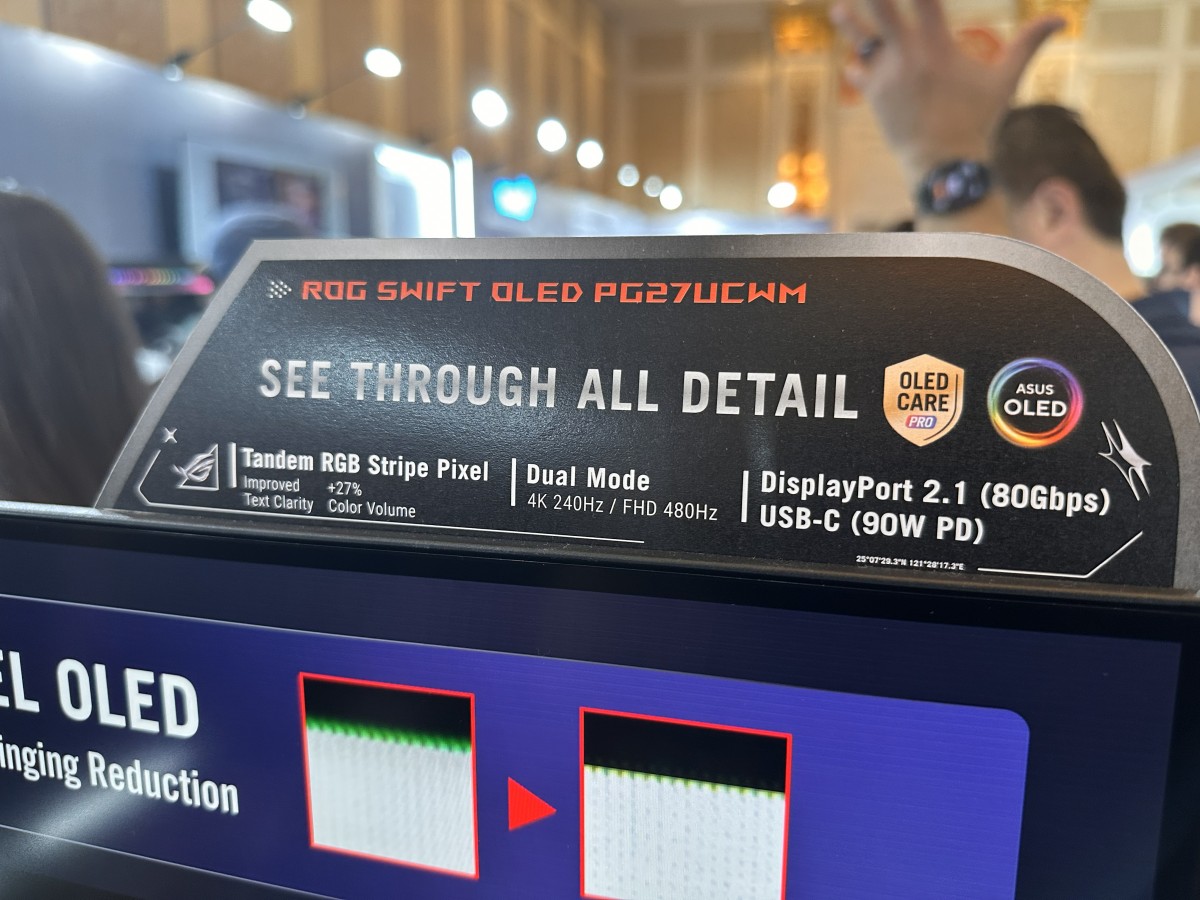 ROG SWIFT OLED PG27UCWM
SEE THROUGH ALL DETAIL
OLED
CARE
PRO
ASUS
OLED
Tandem RGB Stripe Pixel
Improved
Text Clarity
+27%
Color Volume
Dual Mode
4K 240Hz / FHD 480Hz
DisplayPort 2.1 (80Gbps)
USB-C (90W PD)
25°07'29.3"N 121°28'17.3"E
EL OLED
inging Reduction